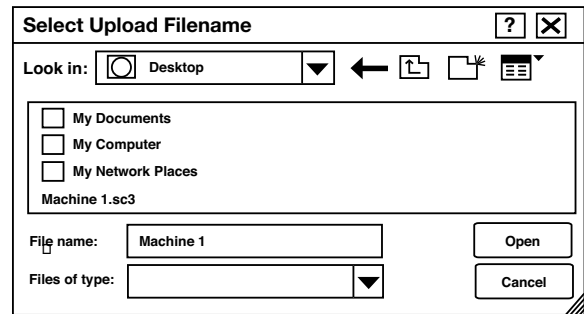 Select Upload Filename ?
Look in: Desktop
My Documents
My Computer
My Network Places
Machine 1.sc3
File name: Machine 1 Open
Files of type: Cancel